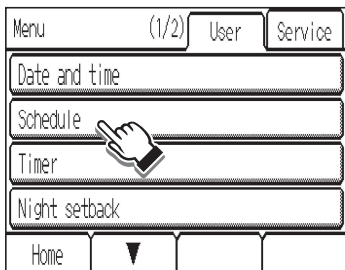 Menu (1/2) User Service
Date and time
Schedule
Timer
Night setback
Home ▼